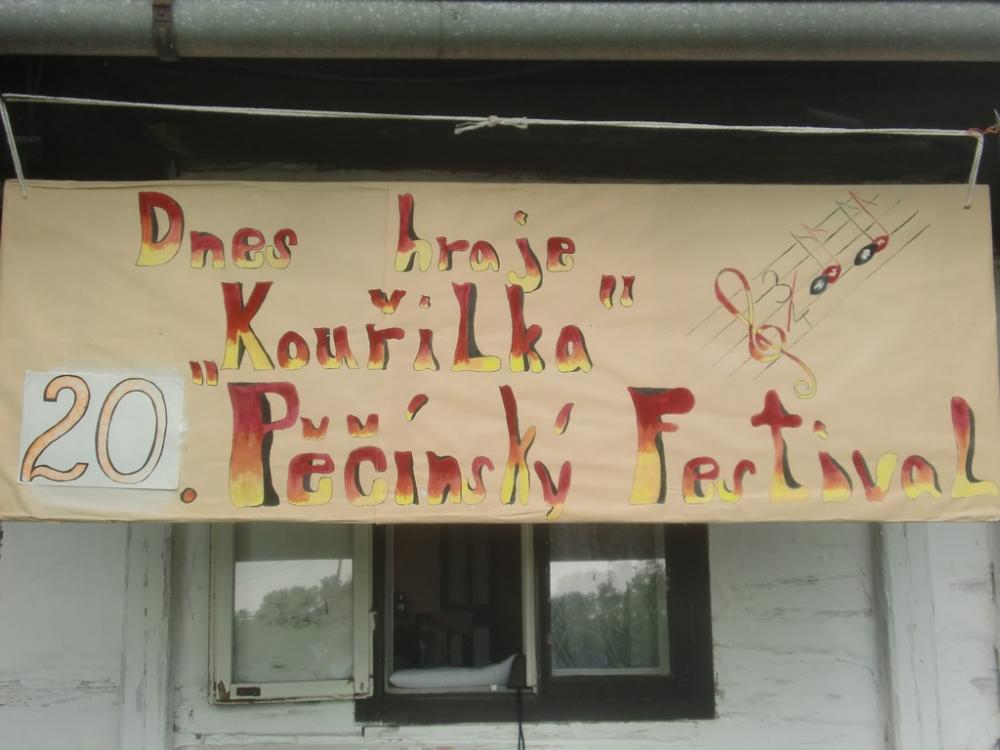 Dnes hraje
„Kouřilka"
20. Pěčínský Festival